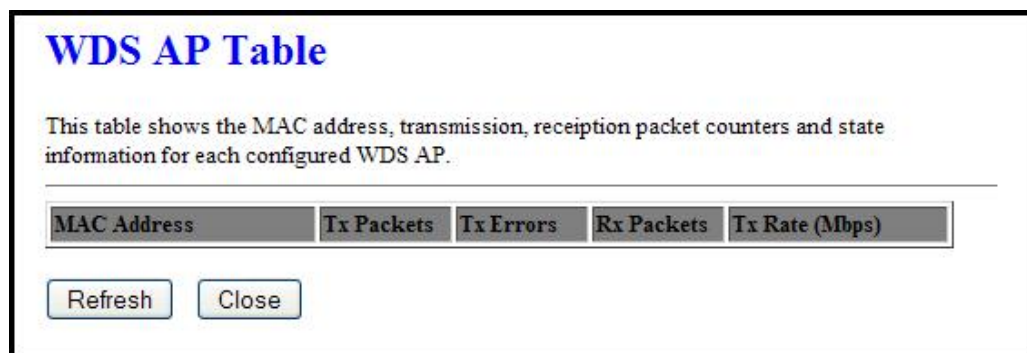 WDS AP Table
This table shows the MAC address, transmission, receiption packet counters and state
information for each configured WDS AP.
MAC Address Tx Packets Tx Errors Rx Packets Tx Rate (Mbps)
Refresh Close